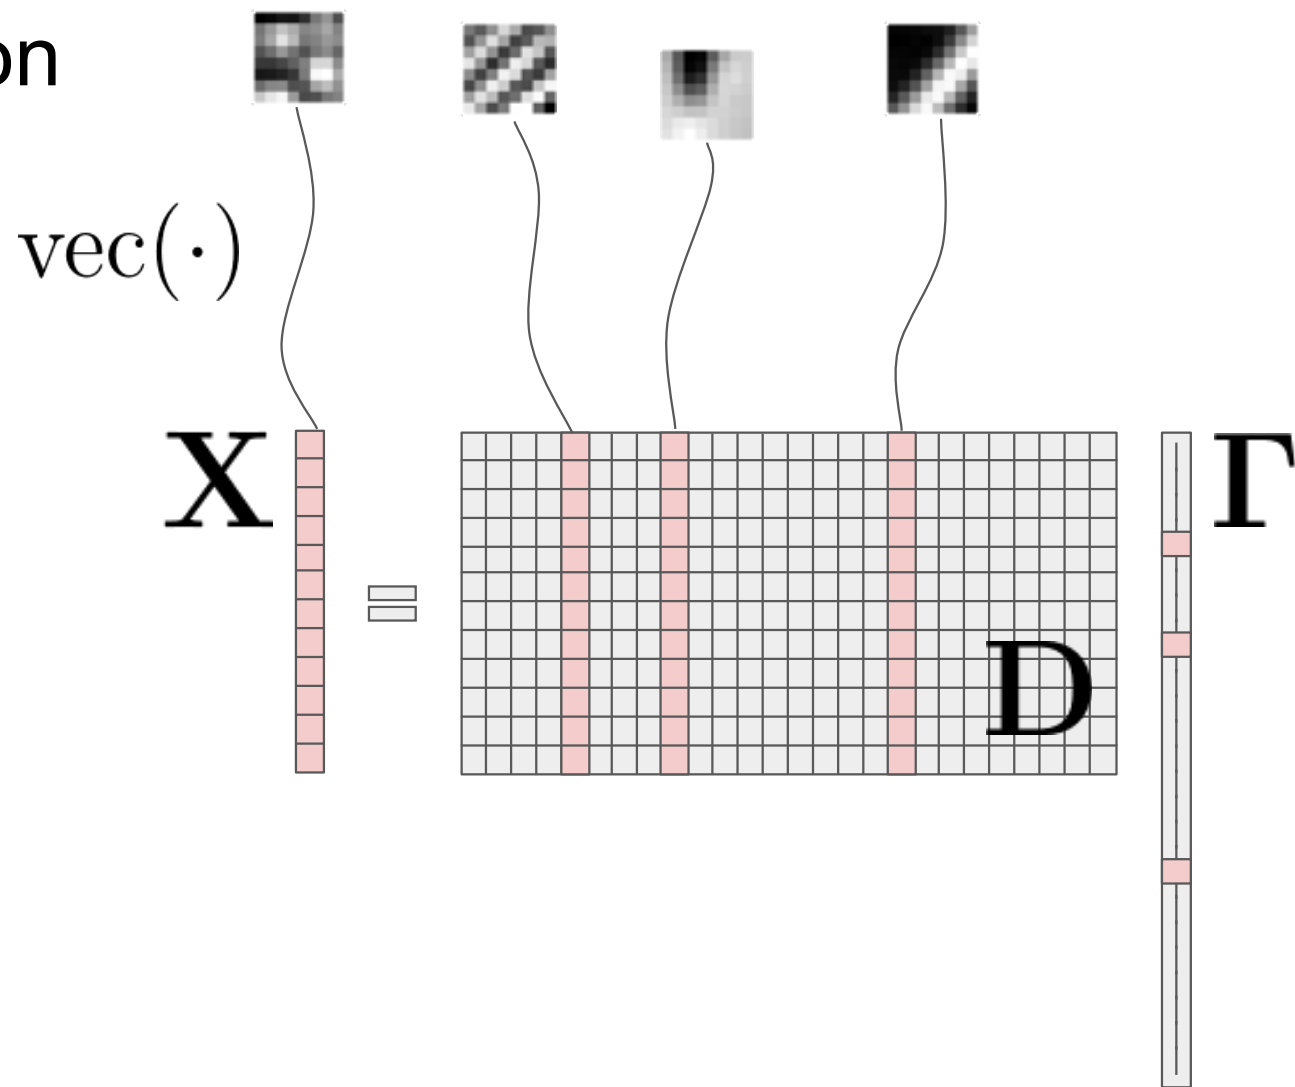 on
vec(·)
X
=
D
Γ